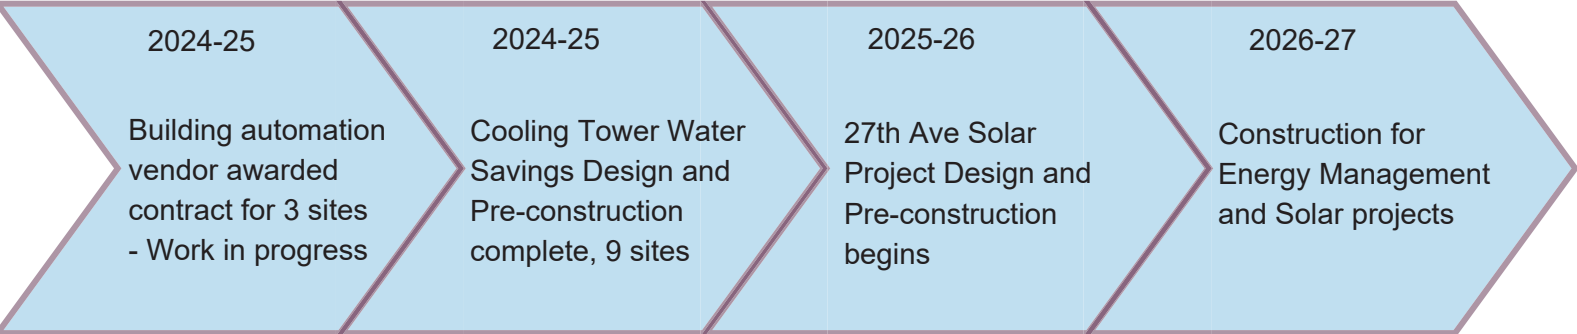 2024-25
Building automation
vendor awarded
contract for 3 sites
- Work in progress
2024-25
Cooling Tower Water
Savings Design and
Pre-construction
complete, 9 sites
2025-26
27th Ave Solar
Project Design and
Pre-construction
begins
2026-27
Construction for
Energy Management
and Solar projects